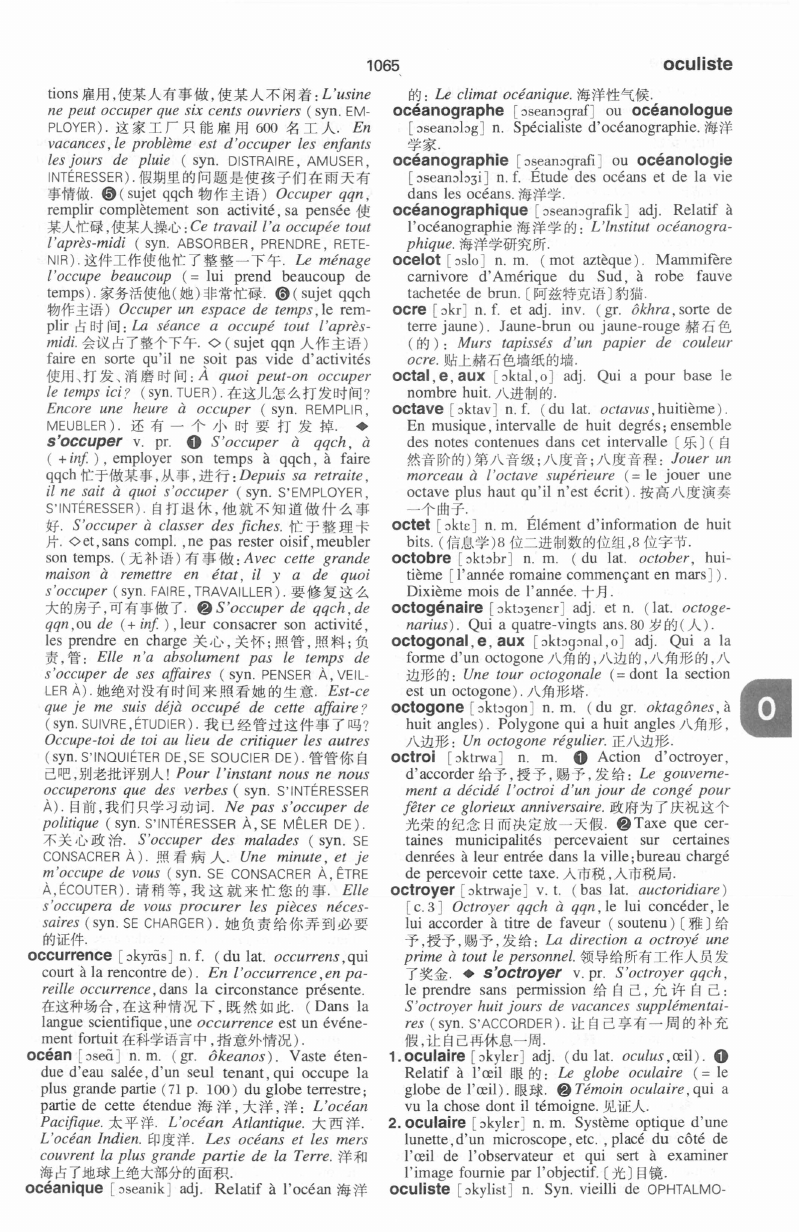 1065
oculiste
tions 雇用,使某人有事做,使某人不闲着:L'usine
ne peut occuper que six cents ouvriers (syn. EM-
PLOYER). 这家工厂只能雇用 600 名工人. En
vacances, le problème est d'occuper les enfants
les jours de pluie ( syn. DISTRAIRE, AMUSER,
INTÉRESSER). 假期里的问题是使孩子们在雨天有
事情做. ❺(sujet qqch 物作主语) Occuper qqn,
remplir complètement son activité, sa pensée 使
某人忙碌,使某人操心:Ce travail l'a occupée tout
l'après-midi ( syn. ABSORBER, PRENDRE, RETE-
NIR). 这件工作使他忙了整整一下午. Le ménage
l'occupe beaucoup (= lui prend beaucoup de
temps). 家务活使他(她)非常忙碌. ❻(sujet qqch
物作主语) Occuper un espace de temps, le rem-
plir 占时间: La séance a occupé tout l'après-
midi. 会议占了整个下午. ◇(sujet qqn 人作主语)
faire en sorte qu'il ne soit pas vide d'activités
使用、打发、消磨时间: À quoi peut-on occuper
le temps ici? (syn. TUER). 在这儿怎么打发时间?
Encore une heure à occuper ( syn. REMPLIR,
MEUBLER). 还有一个小时要打发掉. ◆
s'occuper v. pr. ❶ S'occuper à qqch, à
( +inf. ), employer son temps à qqch, à faire
qqch 忙于做某事,从事,进行:Depuis sa retraite,
il ne sait à quoi s'occuper (syn. S'EMPLOYER,
S'INTÉRESSER). 自打退休,他就不知道做什么事
好. S'occuper à classer des fiches. 忙于整理卡
片. ◇et, sans compl. , ne pas rester oisif, meubler
son temps. (无补语)有事做:Avec cette grande
maison à remettre en état, il y a de quoi
s'occuper (syn. FAIRE, TRAVAILLER). 要修复这么
大的房子,可有事做了. ❷S'occuper de qqch, de
qqn, ou de (+ inf. ), leur consacrer son activité,
les prendre en charge 关心,关怀;照管,照料;负
责,管: Elle n'a absolument pas le temps de
s'occuper de ses affaires ( syn. PENSER À, VEIL-
LER À). 她绝对没有时间来照看她的生意. Est-ce
que je me suis déjà occupé de cette affaire?
(syn. SUIVRE, ÉTUDIER). 我已经管过这件事了吗?
Occupe-toi de toi au lieu de critiquer les autres
(syn. S'INQUIÉTER DE, SE SOUCIER DE). 管管你自
己吧,别老批评别人! Pour l'instant nous ne nous
occuperons que des verbes ( syn. S'INTÉRESSER
À). 目前,我们只学习动词. Ne pas s'occuper de
politique ( syn. S'INTÉRESSER À, SE MÊLER DE).
不关心政治. S'occuper des malades ( syn. SE
CONSACRER À). 照看病人. Une minute, et je
m'occupe de vous (syn. SE CONSACRER À, ÊTRE
À, ÉCOUTER). 请稍等,我这就来忙您的事. Elle
s'occupera de vous procurer les pièces néces-
saires (syn. SE CHARGER). 她负责给你弄到必要
的证件.
occurrence [ɔkyrɑ̃s] n. f. (du lat. occurrens, qui
court à la rencontre de). En l'occurrence, en pa-
reille occurrence, dans la circonstance présente.
在这种场合,在这种情况下,既然如此. (Dans la
langue scientifique, une occurrence est un événe-
ment fortuit 在科学语言中,指意外情况).
océan [ɔseɑ̃] n. m. (gr. ôkeanos). Vaste éten-
due d'eau salée, d'un seul tenant, qui occupe la
plus grande partie (71 p. 100) du globe terrestre;
partie de cette étendue 海洋,大洋,洋: L'océan
Pacifique. 太平洋. L'océan Atlantique. 大西洋.
L'océan Indien. 印度洋. Les océans et les mers
couvrent la plus grande partie de la Terre. 洋和
海占了地球上绝大部分的面积.
océanique [ɔseanik] adj. Relatif à l'océan 海洋
的: Le climat océanique. 海洋性气候.
océanographe [ɔseanɔgraf] ou océanologue
[ɔseanɔlɔg] n. Spécialiste d'océanographie. 海洋
学家.
océanographie [ɔseanɔgrafi] ou océanologie
[ɔseanɔlɔʒi] n. f. Étude des océans et de la vie
dans les océans. 海洋学.
océanographique [ɔseanɔgrafik] adj. Relatif à
l'océanographie 海洋学的: L'Institut océanogra-
phique. 海洋学研究所.
ocelot [ɔslo] n. m. (mot aztèque). Mammifère
carnivore d'Amérique du Sud, à robe fauve
tachetée de brun. [阿兹特克语]豹猫.
ocre [ɔkr] n. f. et adj. inv. (gr. ôkhra, sorte de
terre jaune). Jaune-brun ou jaune-rouge 赭石色
(的): Murs tapissés d'un papier de couleur
ocre. 贴上赭石色墙纸的墙.
octal, e, aux [ɔktal,o] adj. Qui a pour base le
nombre huit. 八进制的.
octave [ɔktav] n. f. (du lat. octavus, huitième).
En musique, intervalle de huit degrés; ensemble
des notes contenues dans cet intervalle [乐](自
然音阶的)第八音级;八度音;八度音程: Jouer un
morceau à l'octave supérieure (= le jouer une
octave plus haut qu'il n'est écrit). 按高八度演奏
一个曲子.
octet [ɔktɛ] n. m. Élément d'information de huit
bits. (信息学)8 位二进制数的位组,8 位字节.
octobre [ɔktɔbr] n. m. ( du lat. october, hui-
tième [l'année romaine commençant en mars]).
Dixième mois de l'année. 十月.
octogénaire [ɔktɔʒenɛr] adj. et n. (lat. octoge-
narius). Qui a quatre-vingts ans. 80 岁的(人).
octogonal, e, aux [ɔktɔgɔnal,o] adj. Qui a la
forme d'un octogone 八角的,八边的,八角形的,八
边形的: Une tour octogonale (= dont la section
est un octogone). 八角形塔.
octogone [ɔktɔgɔn] n. m. (du gr. oktagônes, à
huit angles). Polygone qui a huit angles 八角形,
八边形: Un octogone régulier. 正八边形.
octroi [ɔktrwa] n. m. ❶ Action d'octroyer,
d'accorder 给予,授予,赐予,发给: Le gouverne-
ment a décidé l'octroi d'un jour de congé pour
fêter ce glorieux anniversaire. 政府为了庆祝这个
光荣的纪念日而决定放一天假. ❷Taxe que cer-
taines municipalités percevaient sur certaines
denrées à leur entrée dans la ville; bureau chargé
de percevoir cette taxe. 入市税,入市税局.
octroyer [ɔktrwaje] v. t. (bas lat. auctoridiare)
[c. 3] Octroyer qqch à qqn, le lui concéder, le
lui accorder à titre de faveur (soutenu)[雅]给
予,授予,赐予,发给: La direction a octroyé une
prime à tout le personnel. 领导给所有工作人员发
了奖金. ◆ s'octroyer v. pr. S'octroyer qqch,
le prendre sans permission 给自己,允许自己:
S'octroyer huit jours de vacances supplémentai-
res (syn. S'ACCORDER). 让自己享有一周的补充
假,让自己再休息一周.
1. oculaire [ɔkylɛr] adj. (du lat. oculus, œil). ❶
Relatif à l'œil 眼的: Le globe oculaire (= le
globe de l'œil). 眼球. ❷Témoin oculaire, qui a
vu la chose dont il témoigne. 见证人.
2. oculaire [ɔkylɛr] n. m. Système optique d'une
lunette, d'un microscope, etc. , placé du côté de
l'œil de l'observateur et qui sert à examiner
l'image fournie par l'objectif. [光]目镜.
oculiste [ɔkylist] n. Syn. vieilli de OPHTALMO-
O